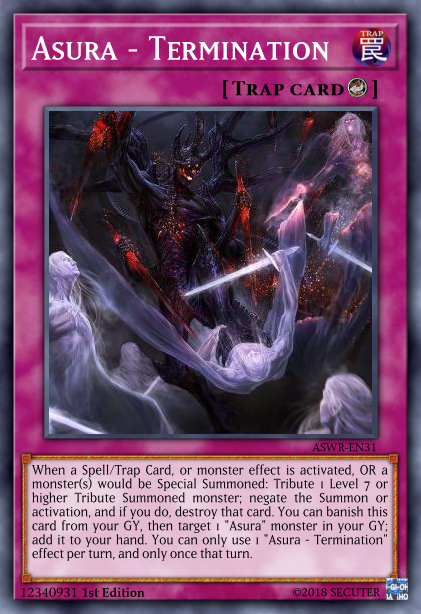 Asura - Termination
TRAP
罠
[TRAP CARD]
ASWR-EN31
When a Spell/Trap Card, or monster effect is activated, OR a
monster(s) would be Special Summoned: Tribute 1 Level 7 or
higher Tribute Summoned monster; negate the Summon or
activation, and if you do, destroy that card. You can banish this
card from your GY, then target 1 "Asura" monster in your GY;
add it to your hand. You can only use 1 "Asura - Termination"
effect per turn, and only once that turn.
12340931 1st Edition
©2018 SECUTER